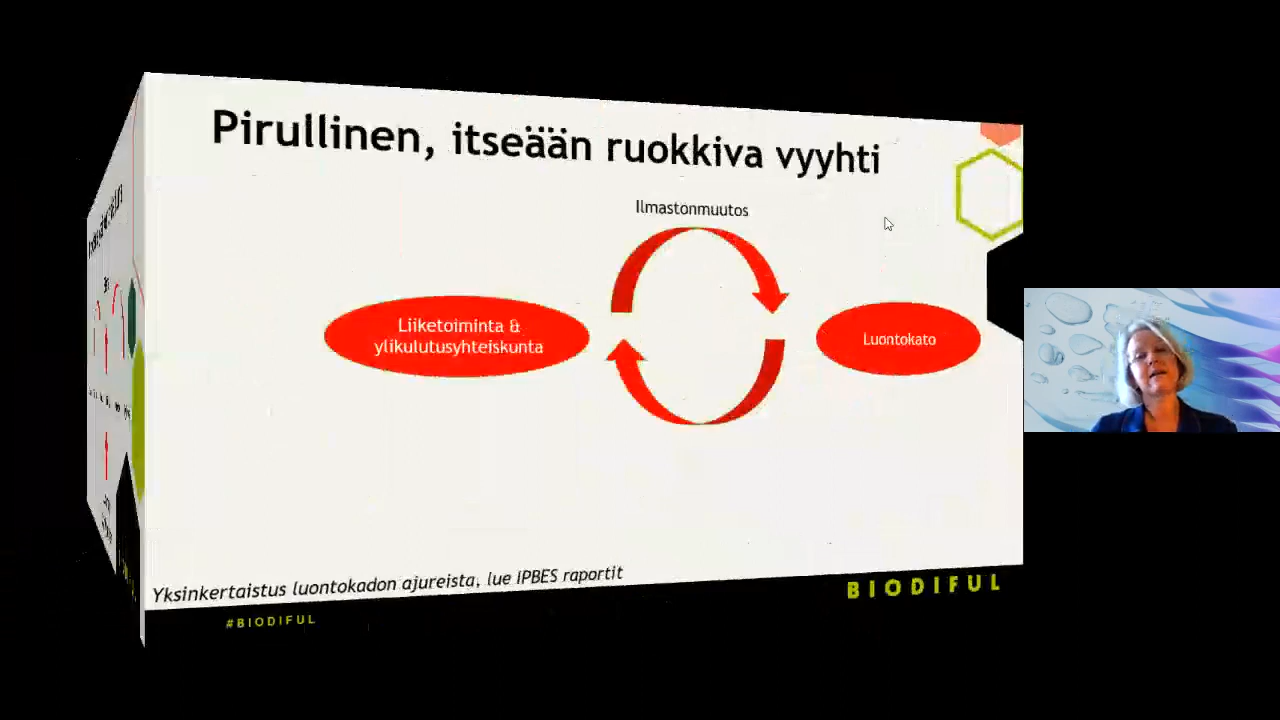 Pirullinen, itseään ruokkiva vyyhti
Ilmastonmuutos
Liiketoiminta &
ylikulutusyhteiskunta
Luontokato
Yksinkertaistus luontokadon ajureista, lue IPBES raportit
#BIODIFUL
BIODIFUL